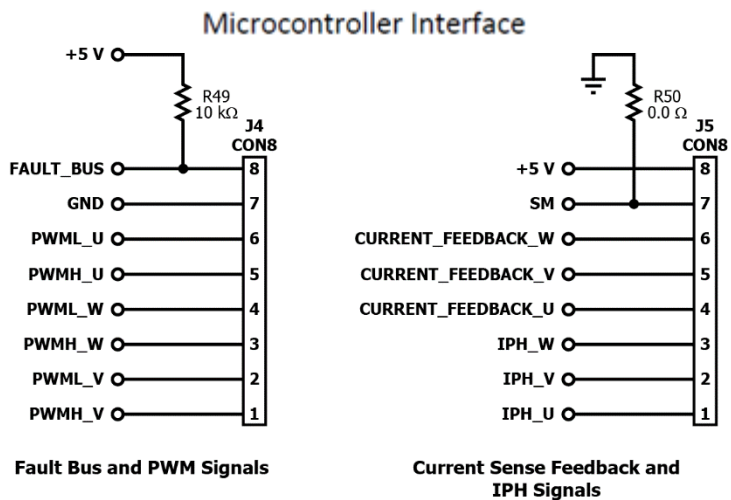 Microcontroller Interface
+5 V
R49
10 kΩ
J4
CON8
FAULT_BUS 8
GND 7
PWML_U 6
PWMH_U 5
PWML_W 4
PWMH_W 3
PWML_V 2
PWMH_V 1
Fault Bus and PWM Signals
R50
0.0 Ω
J5
CON8
+5 V 8
SM 7
CURRENT_FEEDBACK_W 6
CURRENT_FEEDBACK_V 5
CURRENT_FEEDBACK_U 4
IPH_W 3
IPH_V 2
IPH_U 1
Current Sense Feedback and
IPH Signals